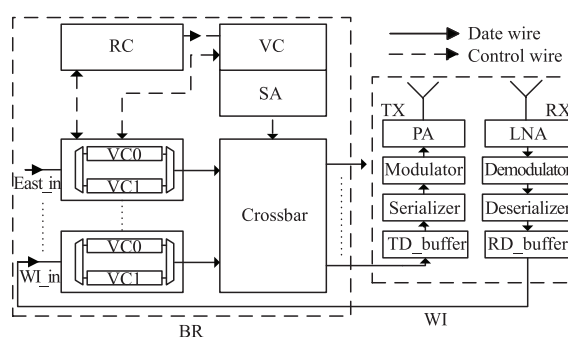 RC
VC
SA
Date wire
Control wire
TX
RX
PA
LNA
VC0
VC1
East_in
Crossbar
Modulator
Demodulator
Serializer
Deserializer
TD_buffer
RD_buffer
VC0
VC1
WI_in
BR
WI